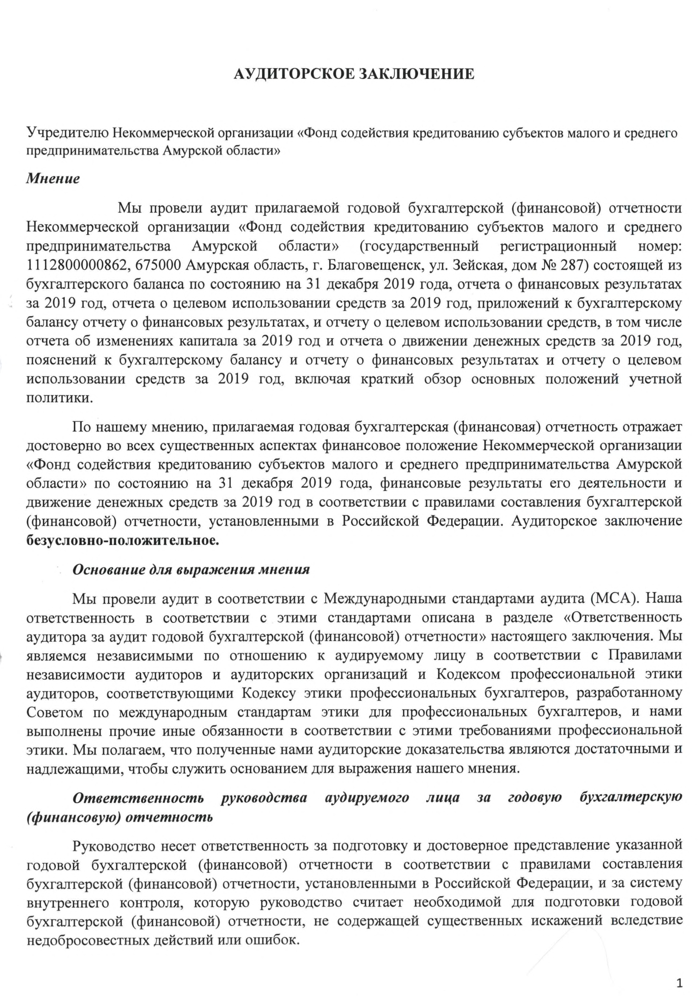 АУДИТОРСКОЕ ЗАКЛЮЧЕНИЕ
Учредителю Некоммерческой организации «Фонд содействия кредитованию субъектов малого и среднего
предпринимательства Амурской области»
Мнение
Мы провели аудит прилагаемой годовой бухгалтерской (финансовой) отчетности
Некоммерческой организации «Фонд содействия кредитованию субъектов малого и среднего
предпринимательства Амурской области» (государственный регистрационный номер:
1112800000862, 675000 Амурская область, г. Благовещенск, ул. Зейская, дом № 287) состоящей из
бухгалтерского баланса по состоянию на 31 декабря 2019 года, отчета о финансовых результатах
за 2019 год, отчета о целевом использовании средств за 2019 год, приложений к бухгалтерскому
балансу отчету о финансовых результатах, и отчету о целевом использовании средств, в том числе
отчета об изменениях капитала за 2019 год и отчета о движении денежных средств за 2019 год,
пояснений к бухгалтерскому балансу и отчету о финансовых результатах и отчету о целевом
использовании средств за 2019 год, включая краткий обзор основных положений учетной
политики.
По нашему мнению, прилагаемая годовая бухгалтерская (финансовая) отчетность отражает
достоверно во всех существенных аспектах финансовое положение Некоммерческой организации
«Фонд содействия кредитованию субъектов малого и среднего предпринимательства Амурской
области» по состоянию на 31 декабря 2019 года, финансовые результаты его деятельности и
движение денежных средств за 2019 год в соответствии с правилами составления бухгалтерской
(финансовой) отчетности, установленными в Российской Федерации. Аудиторское заключение
безусловно-положительное.
Основание для выражения мнения
Мы провели аудит в соответствии с Международными стандартами аудита (МСА). Наша
ответственность в соответствии с этими стандартами описана в разделе «Ответственность
аудитора за аудит годовой бухгалтерской (финансовой) отчетности» настоящего заключения. Мы
являемся независимыми по отношению к аудируемому лицу в соответствии с Правилами
независимости аудиторов и аудиторских организаций и Кодексом профессиональной этики
аудиторов, соответствующими Кодексу этики профессиональных бухгалтеров, разработанному
Советом по международным стандартам этики для профессиональных бухгалтеров, и нами
выполнены прочие иные обязанности в соответствии с этими требованиями профессиональной
этики. Мы полагаем, что полученные нами аудиторские доказательства являются достаточными и
надлежащими, чтобы служить основанием для выражения нашего мнения.
Ответственность руководства аудируемого лица за годовую бухгалтерскую
(финансовую) отчетность
Руководство несет ответственность за подготовку и достоверное представление указанной
годовой бухгалтерской (финансовой) отчетности в соответствии с правилами составления
бухгалтерской (финансовой) отчетности, установленными в Российской Федерации, и за систему
внутреннего контроля, которую руководство считает необходимой для подготовки годовой
бухгалтерской (финансовой) отчетности, не содержащей существенных искажений вследствие
недобросовестных действий или ошибок.
1